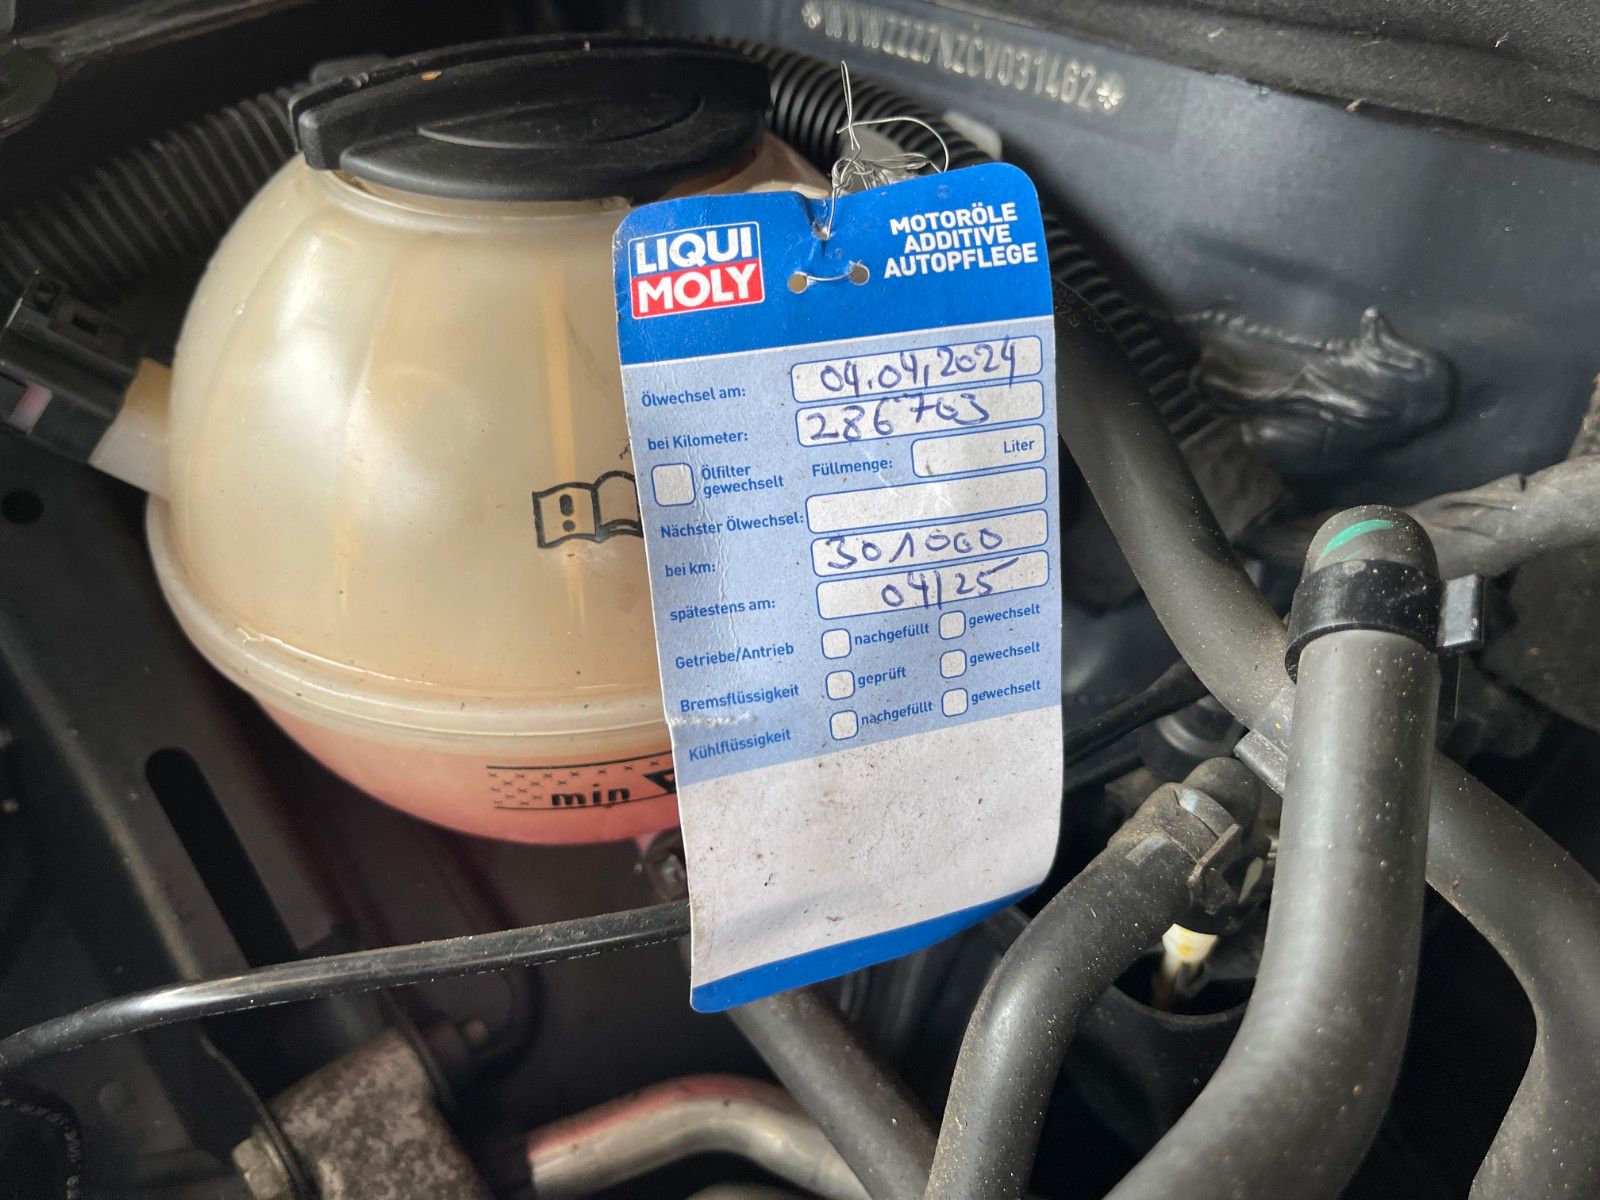 *WVWZZZ7NZCV031462*
LIQUI
MOLY
MOTORÖLE
ADDITIVE
AUTOPFLEGE
Ölwechsel am: 04.04.2024
bei Kilometer: 286703
Ölfilter
gewechselt
Füllmenge: Liter
Nächster Ölwechsel:
bei km: 301000
spätestens am: 04/25
Getriebe/Antrieb nachgefüllt gewechselt
Bremsflüssigkeit geprüft gewechselt
Kühlflüssigkeit nachgefüllt gewechselt
min